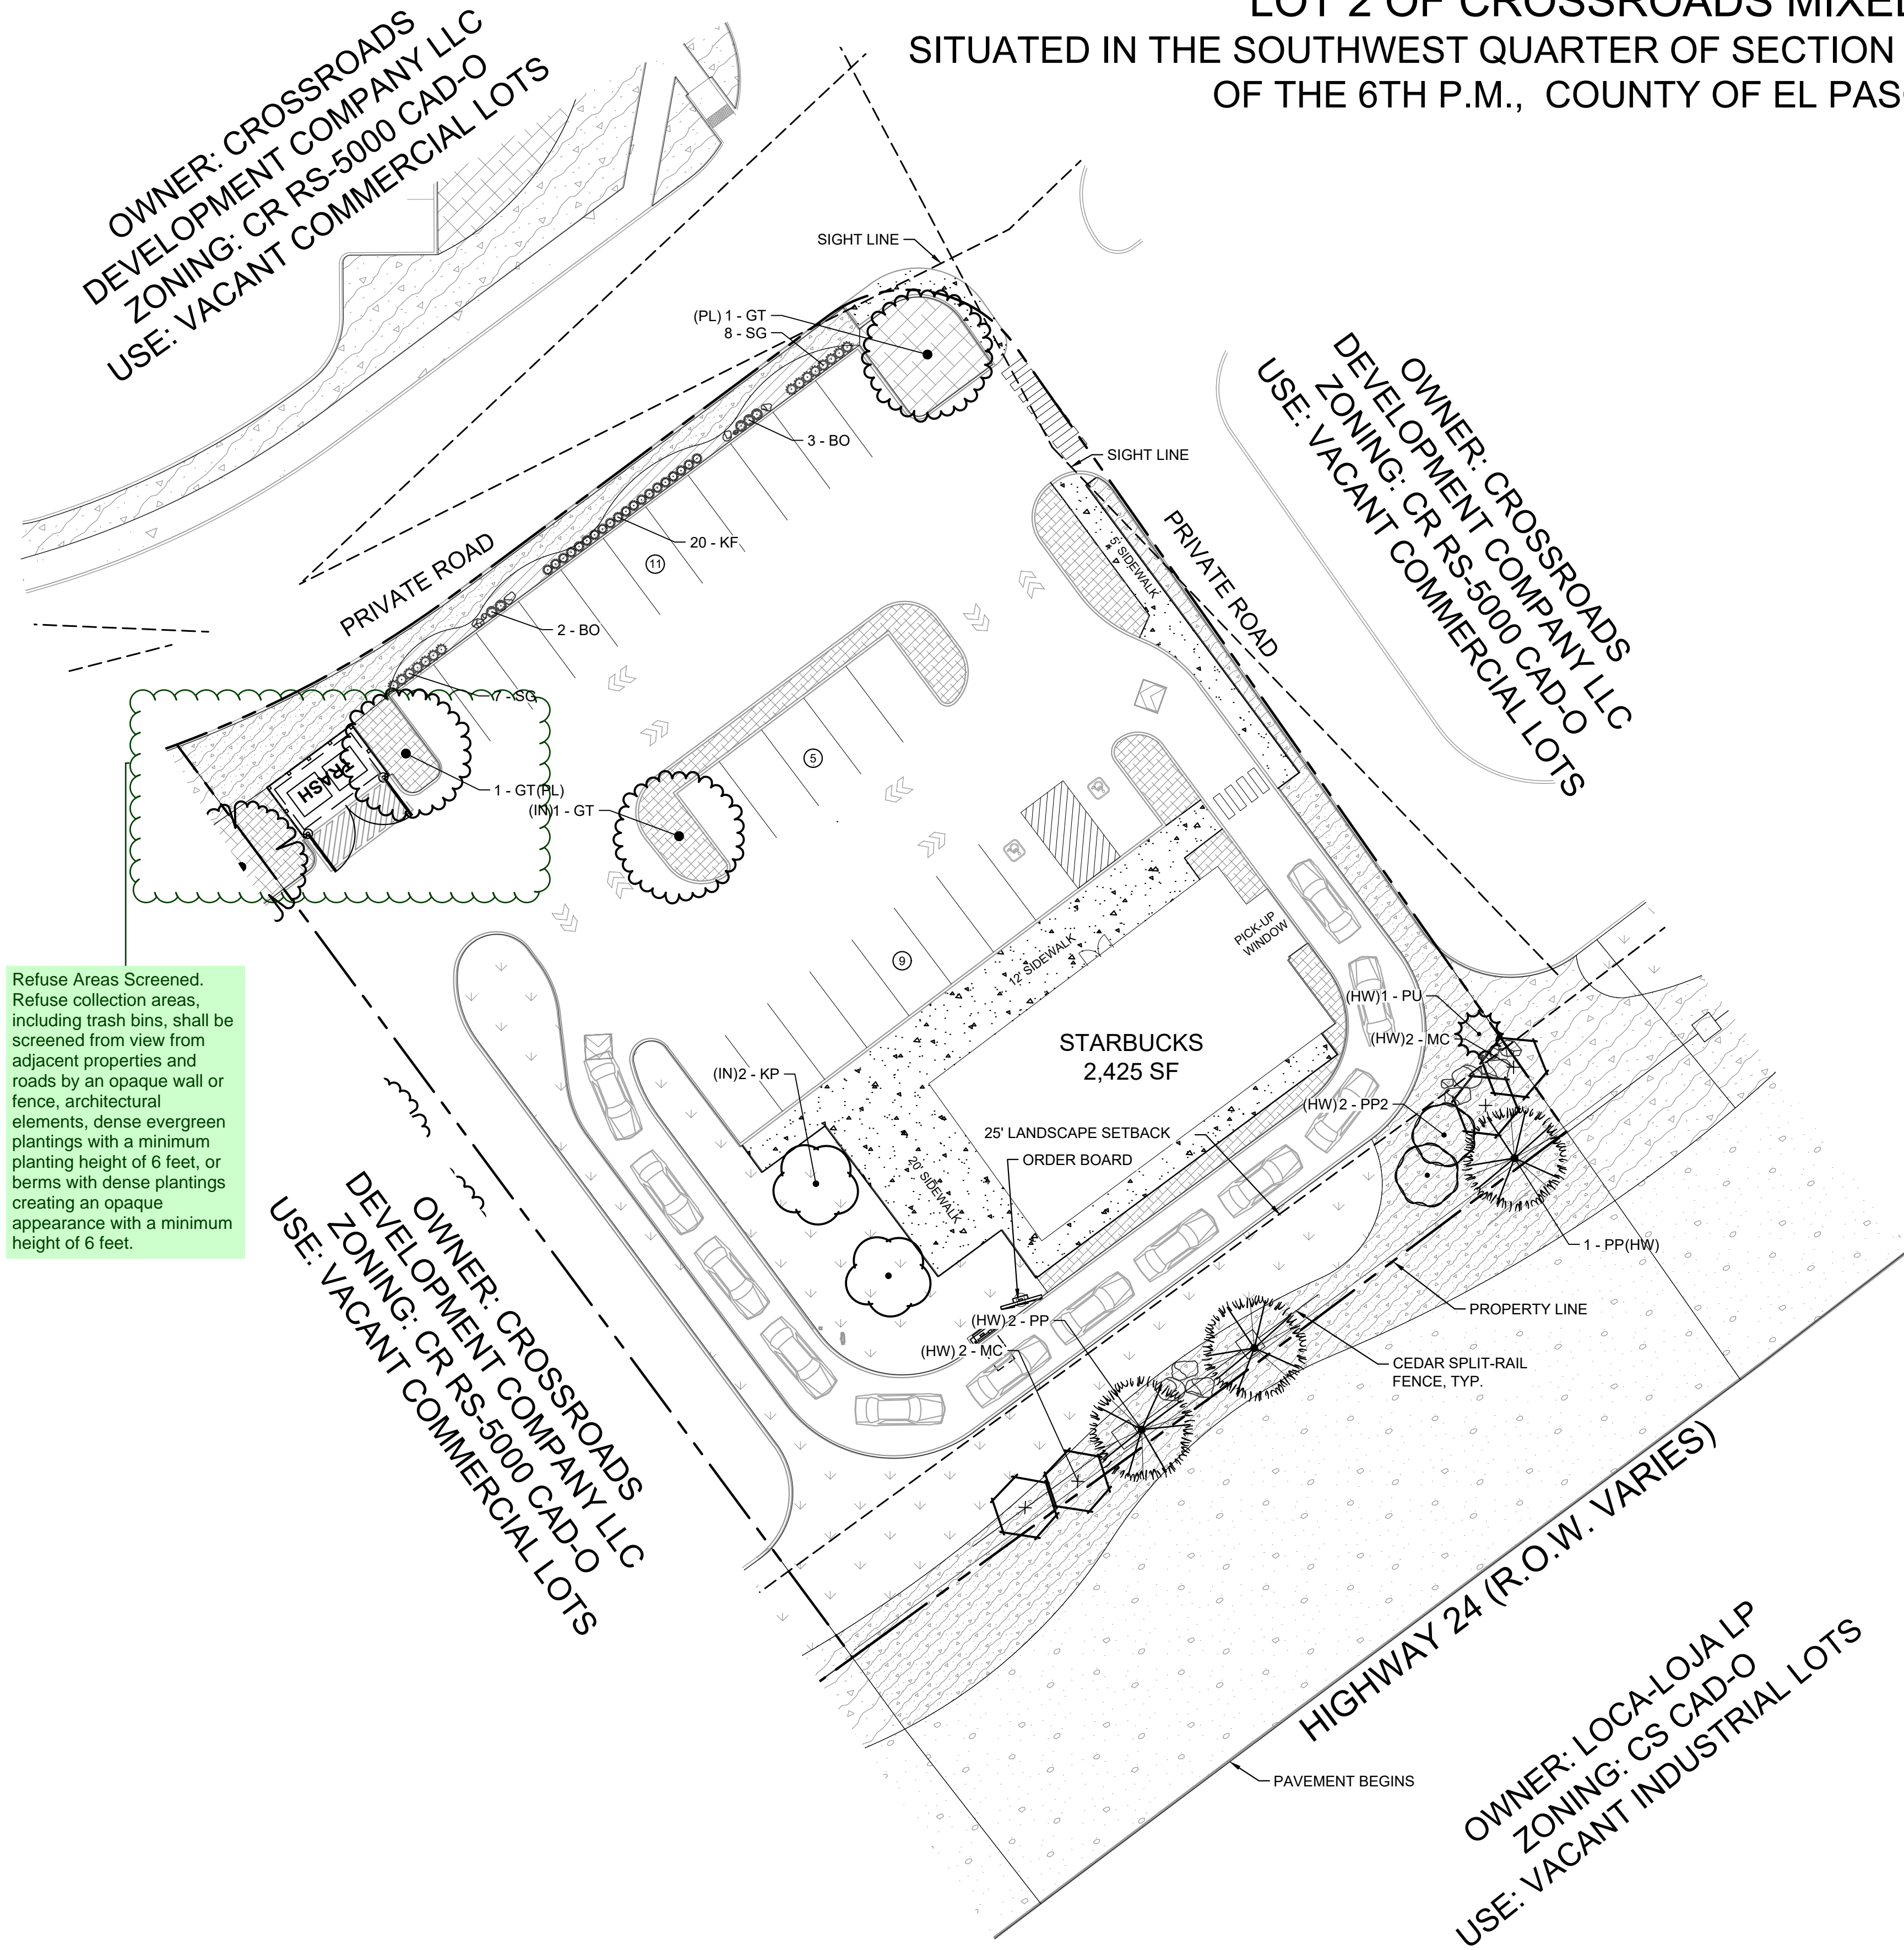 LOT 2 OF CROSSROADS MIXE
SITUATED IN THE SOUTHWEST QUARTER OF SECTION
OF THE 6TH P.M., COUNTY OF EL PAS
OWNER: CROSSROADS
DEVELOPMENT COMPANY LLC
ZONING: CR RS-5000 CAD-O
USE: VACANT COMMERCIAL LOTS
SIGHT LINE
(PL) 1 - GT
8 - SG
3 - BO
SIGHT LINE
OWNER: CROSSROADS
DEVELOPMENT COMPANY LLC
ZONING: CR RS-5000 CAD-O
USE: VACANT COMMERCIAL LOTS
20 - KF
11
PRIVATE ROAD
PRIVATE ROAD
5' SIDEWALK
2 - BO
7 - SG
TRASH
1 - GT(PL)
(IN)1 - GT
5
9
12' SIDEWALK
PICK-UP
WINDOW
Refuse Areas Screened.
Refuse collection areas,
including trash bins, shall be
screened from view from
adjacent properties and
roads by an opaque wall or
fence, architectural
elements, dense evergreen
plantings with a minimum
planting height of 6 feet, or
berms with dense plantings
creating an opaque
appearance with a minimum
height of 6 feet.
STARBUCKS
2,425 SF
(HW)1 - PU
(HW)2 - MC
(IN)2 - KP
(HW)2 - PP2
25' LANDSCAPE SETBACK
ORDER BOARD
20' SIDEWALK
1 - PP(HW)
OWNER: CROSSROADS
DEVELOPMENT COMPANY LLC
ZONING: CR RS-5000 CAD-O
USE: VACANT COMMERCIAL LOTS
(HW)2 - PP
(HW) 2 - MC
PROPERTY LINE
CEDAR SPLIT-RAIL
FENCE, TYP.
HIGHWAY 24 (R.O.W. VARIES)
PAVEMENT BEGINS
OWNER: LOCA-LOJA LP
ZONING: CS CAD-O
USE: VACANT INDUSTRIAL LOTS